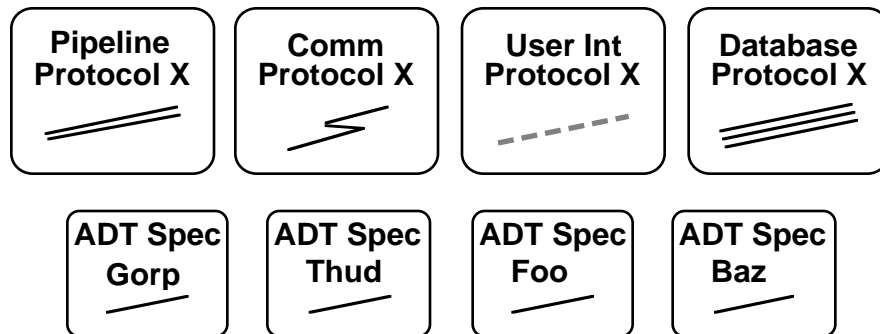 Pipeline
Protocol X
Comm
Protocol X
User Int
Protocol X
Database
Protocol X
ADT Spec
Gorp
ADT Spec
Thud
ADT Spec
Foo
ADT Spec
Baz